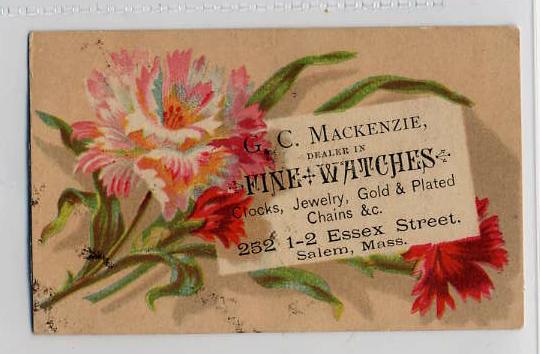 G. C. MACKENZIE,
DEALER IN
FINE WATCHES
Clocks, Jewelry, Gold & Plated
Chains &c.
252 1-2 Essex Street.
Salem, Mass.